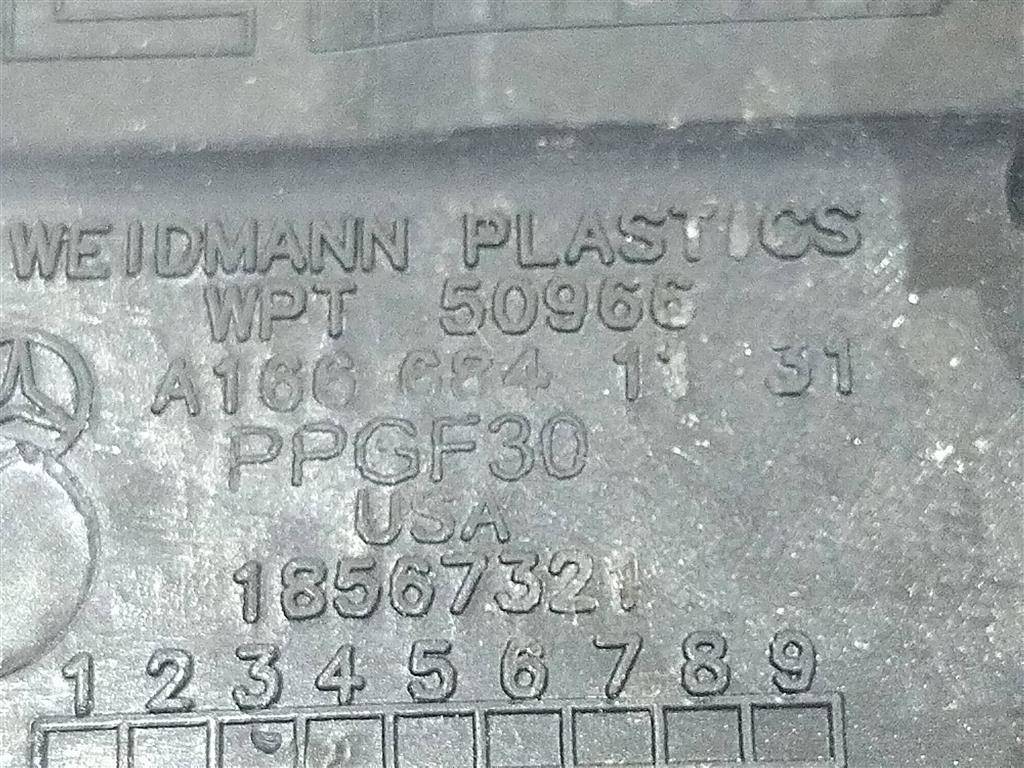 WEIDMANN PLASTICS
WPT 50966
A166 684 11 31
PPGF30
USA
18567321
1 2 3 4 5 6 7 8 9